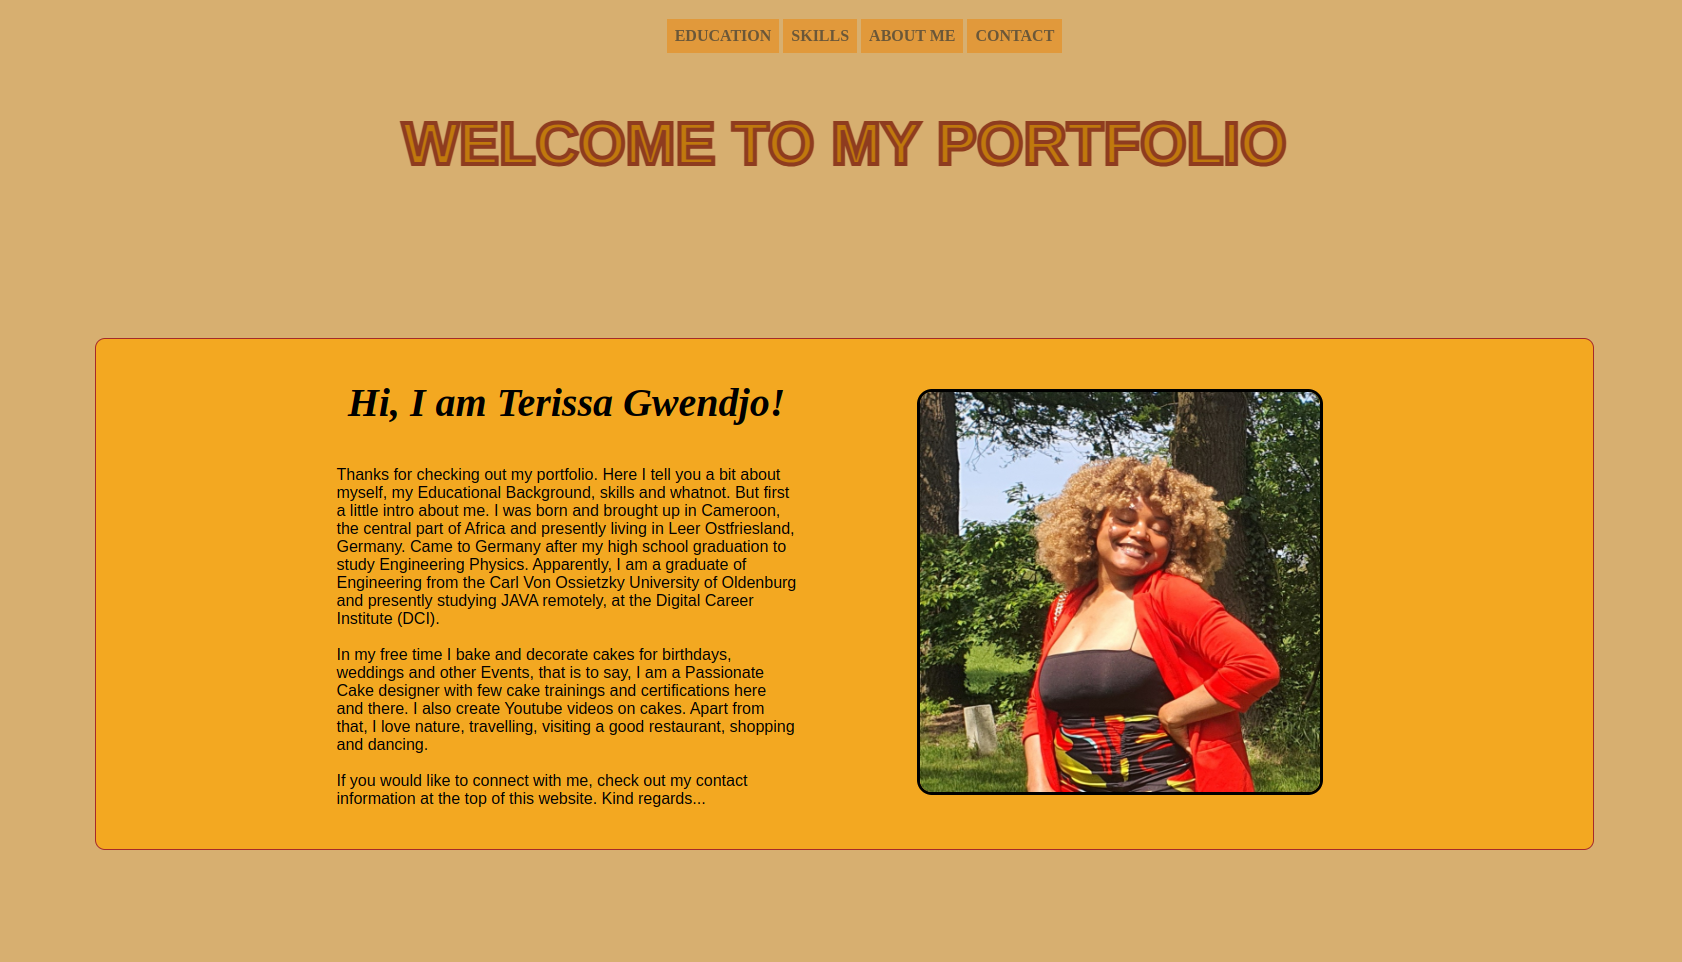 EDUCATION SKILLS ABOUT ME CONTACT
WELCOME TO MY PORTFOLIO
Hi, I am Terissa Gwendjo!
Thanks for checking out my portfolio. Here I tell you a bit about
myself, my Educational Background, skills and whatnot. But first
a little intro about me. I was born and brought up in Cameroon,
the central part of Africa and presently living in Leer Ostfriesland,
Germany. Came to Germany after my high school graduation to
study Engineering Physics. Apparently, I am a graduate of
Engineering from the Carl Von Ossietzky University of Oldenburg
and presently studying JAVA remotely, at the Digital Career
Institute (DCI).
In my free time I bake and decorate cakes for birthdays,
weddings and other Events, that is to say, I am a Passionate
Cake designer with few cake trainings and certifications here
and there. I also create Youtube videos on cakes. Apart from
that, I love nature, travelling, visiting a good restaurant, shopping
and dancing.
If you would like to connect with me, check out my contact
information at the top of this website. Kind regards...